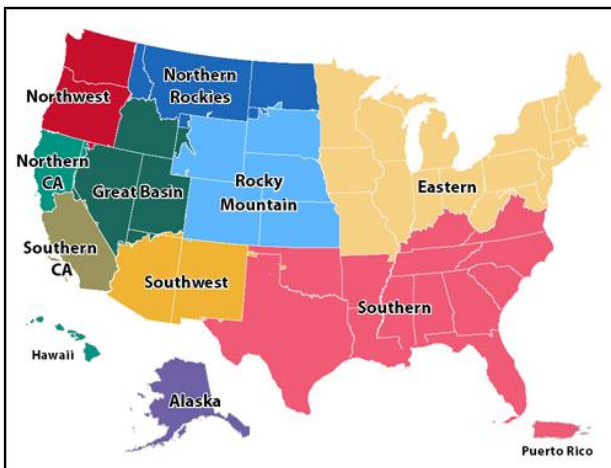 Northwest
Northern
Rockies
Northern
CA
Great Basin
Rocky
Mountain
Eastern
Southern
CA
Southwest
Southern
Hawaii
Alaska
Puerto Rico